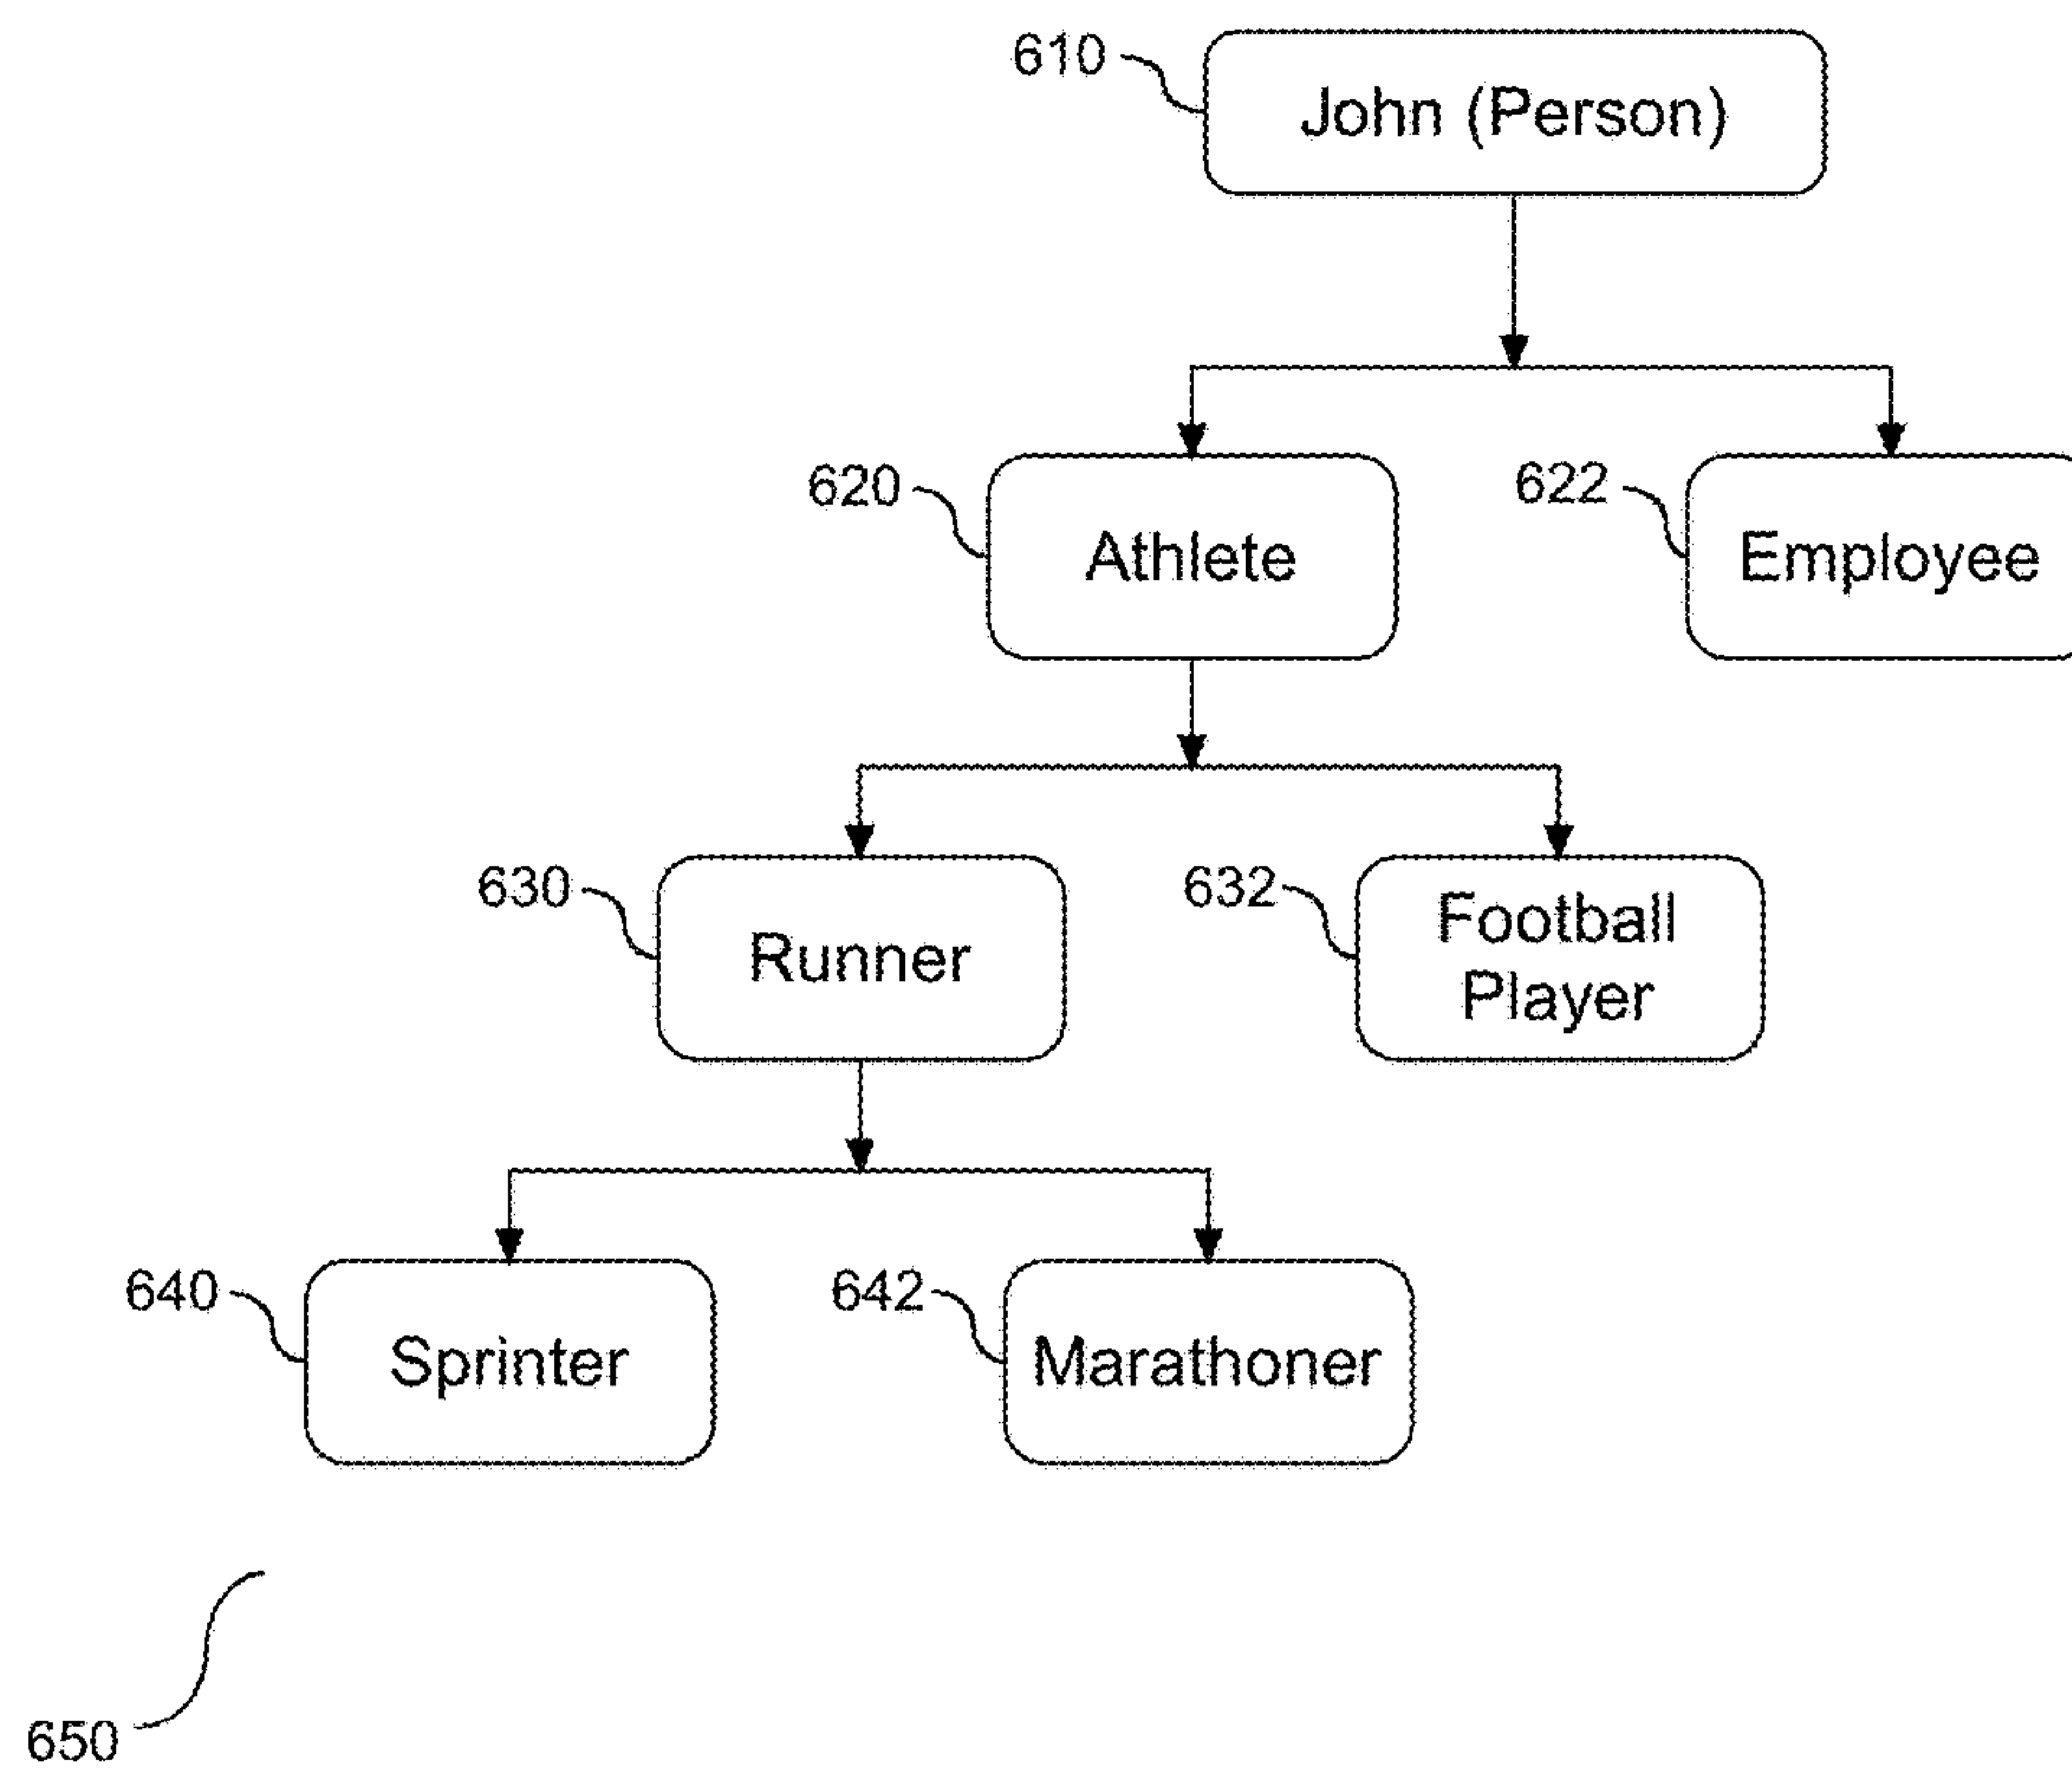 610
John (Person)
620
Athlete
622
Employee
630
Runner
632
Football
Player
640
Sprinter
642
Marathoner
650